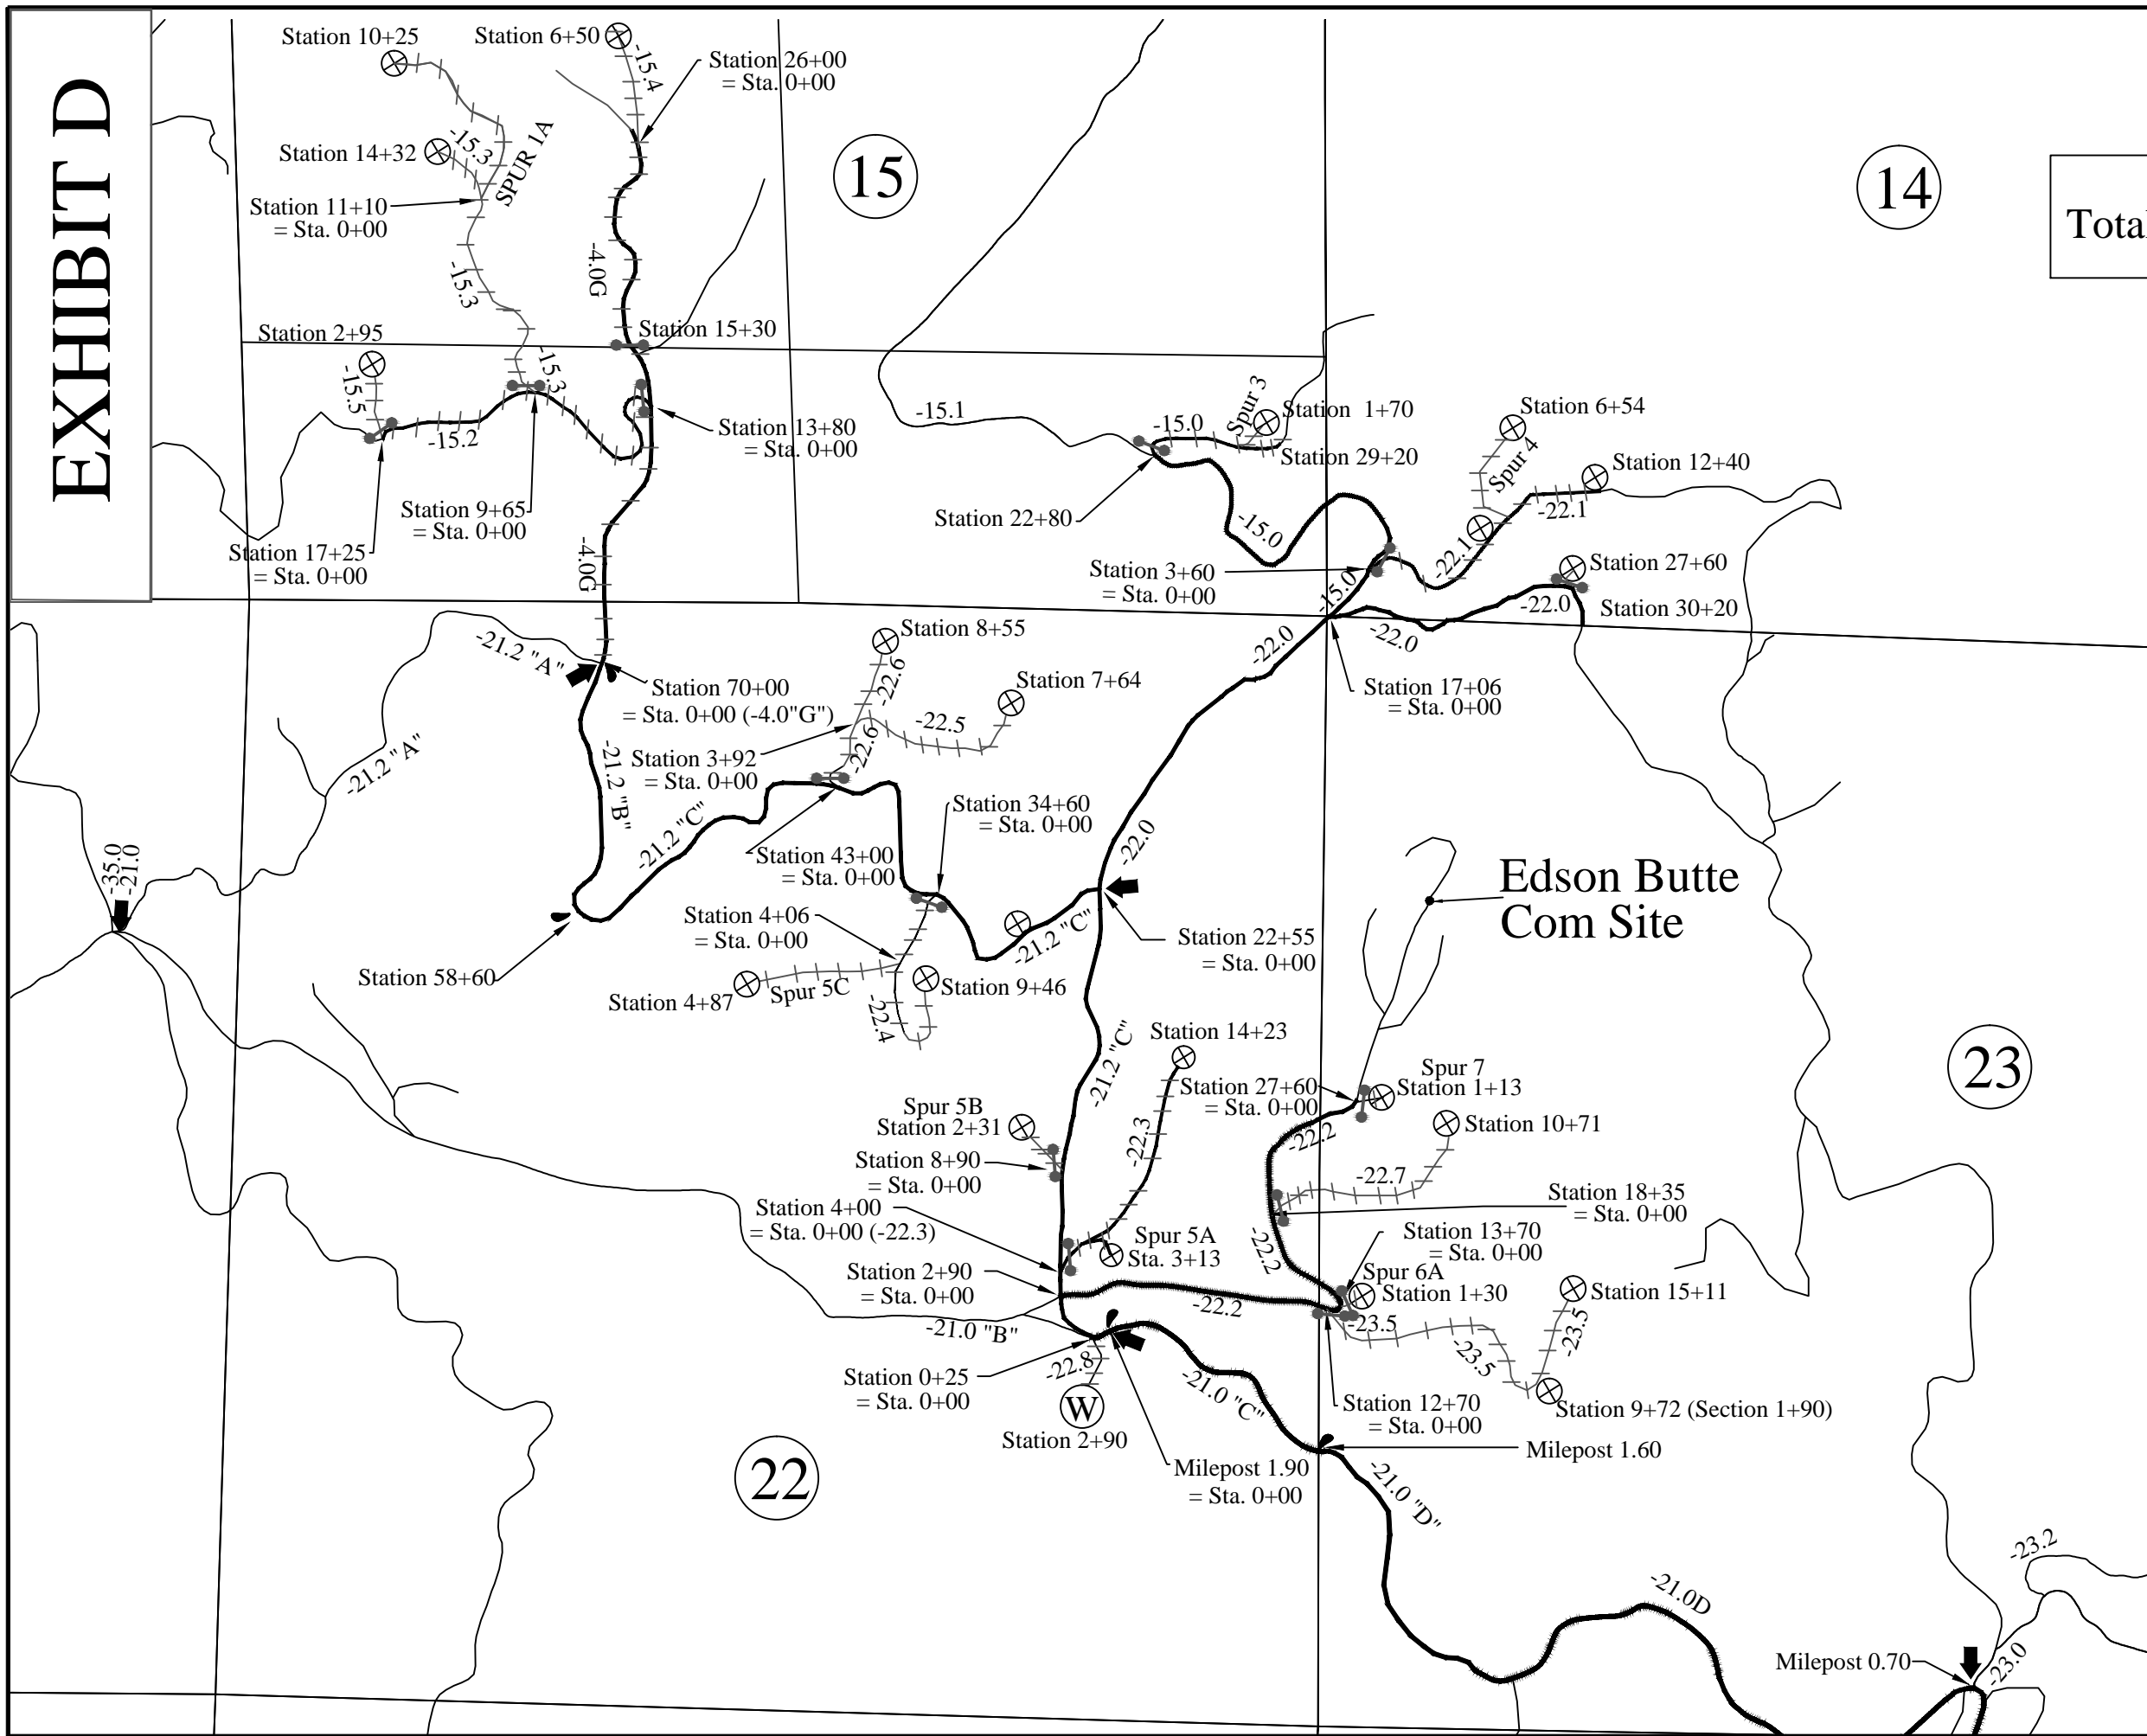 EXHIBIT D
Station 10+25
Station 6+50
-15.4
Station 26+00
= Sta. 0+00
15
14
Total
Station 14+32
-15.3
SPUR 1A
Station 11+10
= Sta. 0+00
-15.3
-4.0G
Station 2+95
Station 15+30
-15.5
-15.3
-15.2
Station 13+80
= Sta. 0+00
Station 9+65
= Sta. 0+00
Station 17+25
= Sta. 0+00
-4.0G
-15.1
-15.0
Spur 3
Station 1+70
Station 29+20
Station 6+54
Spur 4
Station 12+40
-22.1
Station 22+80
-15.0
-22.1
Station 3+60
= Sta. 0+00
-15.0
Station 27+60
-22.0
Station 30+20
-22.0
-22.0
Station 17+06
= Sta. 0+00
-21.2 "A"
Station 70+00
= Sta. 0+00 (-4.0"G")
Station 8+55
-22.6
Station 7+64
-22.5
-22.6
Station 3+92
= Sta. 0+00
-21.2 "A"
-21.2 "B"
-21.2 "C"
Station 34+60
= Sta. 0+00
Station 43+00
= Sta. 0+00
-22.0
-35.0
-21.0
Edson Butte
Com Site
Station 4+06
= Sta. 0+00
-21.2 "C"
Station 22+55
= Sta. 0+00
Station 58+60
Station 4+87
Spur 5C
Station 9+46
-22.4
-21.2 "C"
Station 14+23
23
Spur 7
Station 1+13
Station 27+60
= Sta. 0+00
Spur 5B
Station 2+31
-22.3
-22.2
Station 10+71
Station 8+90
= Sta. 0+00
-22.7
Station 18+35
= Sta. 0+00
Station 4+00
= Sta. 0+00 (-22.3)
Spur 5A
Sta. 3+13
-22.2
Station 13+70
= Sta. 0+00
Station 2+90
= Sta. 0+00
Spur 6A
Station 1+30
Station 15+11
-22.2
-21.0 "B"
-23.5
-23.5
-23.5
Station 0+25
= Sta. 0+00
-22.8
W
Station 2+90
-21.0 "C"
Station 12+70
= Sta. 0+00
Station 9+72 (Section 1+90)
Milepost 1.60
Milepost 1.90
= Sta. 0+00
22
-21.0 "D"
-23.2
-21.0D
Milepost 0.70
-23.0